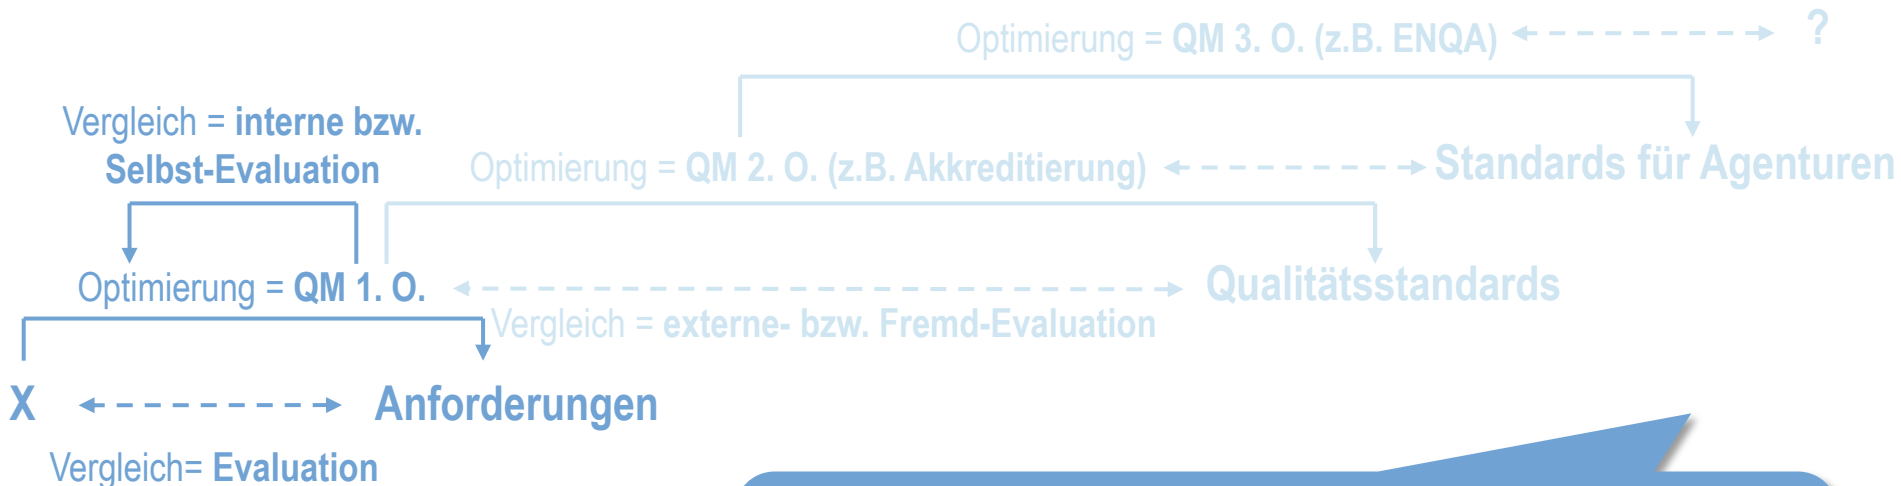 Optimierung = QM 3. O. (z.B. ENQA)
?
Vergleich = interne bzw.
Selbst-Evaluation
Optimierung = QM 2. O. (z.B. Akkreditierung)
Standards für Agenturen
Optimierung = QM 1. O.
Qualitätsstandards
Vergleich = externe- bzw. Fremd-Evaluation
X
Anforderungen
Vergleich= Evaluation